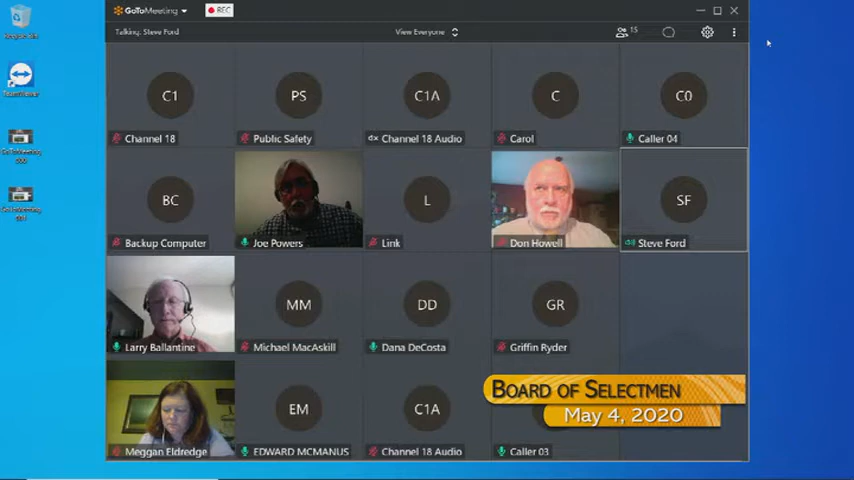 GoToMeeting
REC
Talking: Steve Ford
View Everyone
15
C1
PS
C1A
C
C0
Channel 18
Public Safety
Channel 18 Audio
Carol
Caller 04
BC
L
SF
Backup Computer
Joe Powers
Link
Don Howell
Steve Ford
MM
DD
GR
Larry Ballantine
Michael MacAskill
Dana DeCosta
Griffin Ryder
BOARD OF SELECTMEN
May 4, 2020
EM
C1A
Meggan Eldredge
EDWARD MCMANUS
Channel 18 Audio
Caller 03